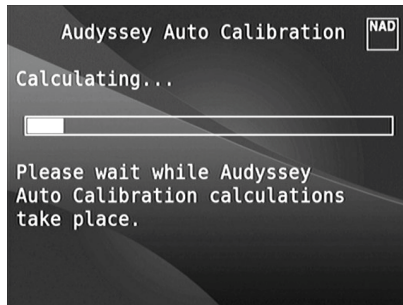 Audyssey Auto Calibration NAD
Calculating...
Please wait while Audyssey
Auto Calibration calculations
take place.